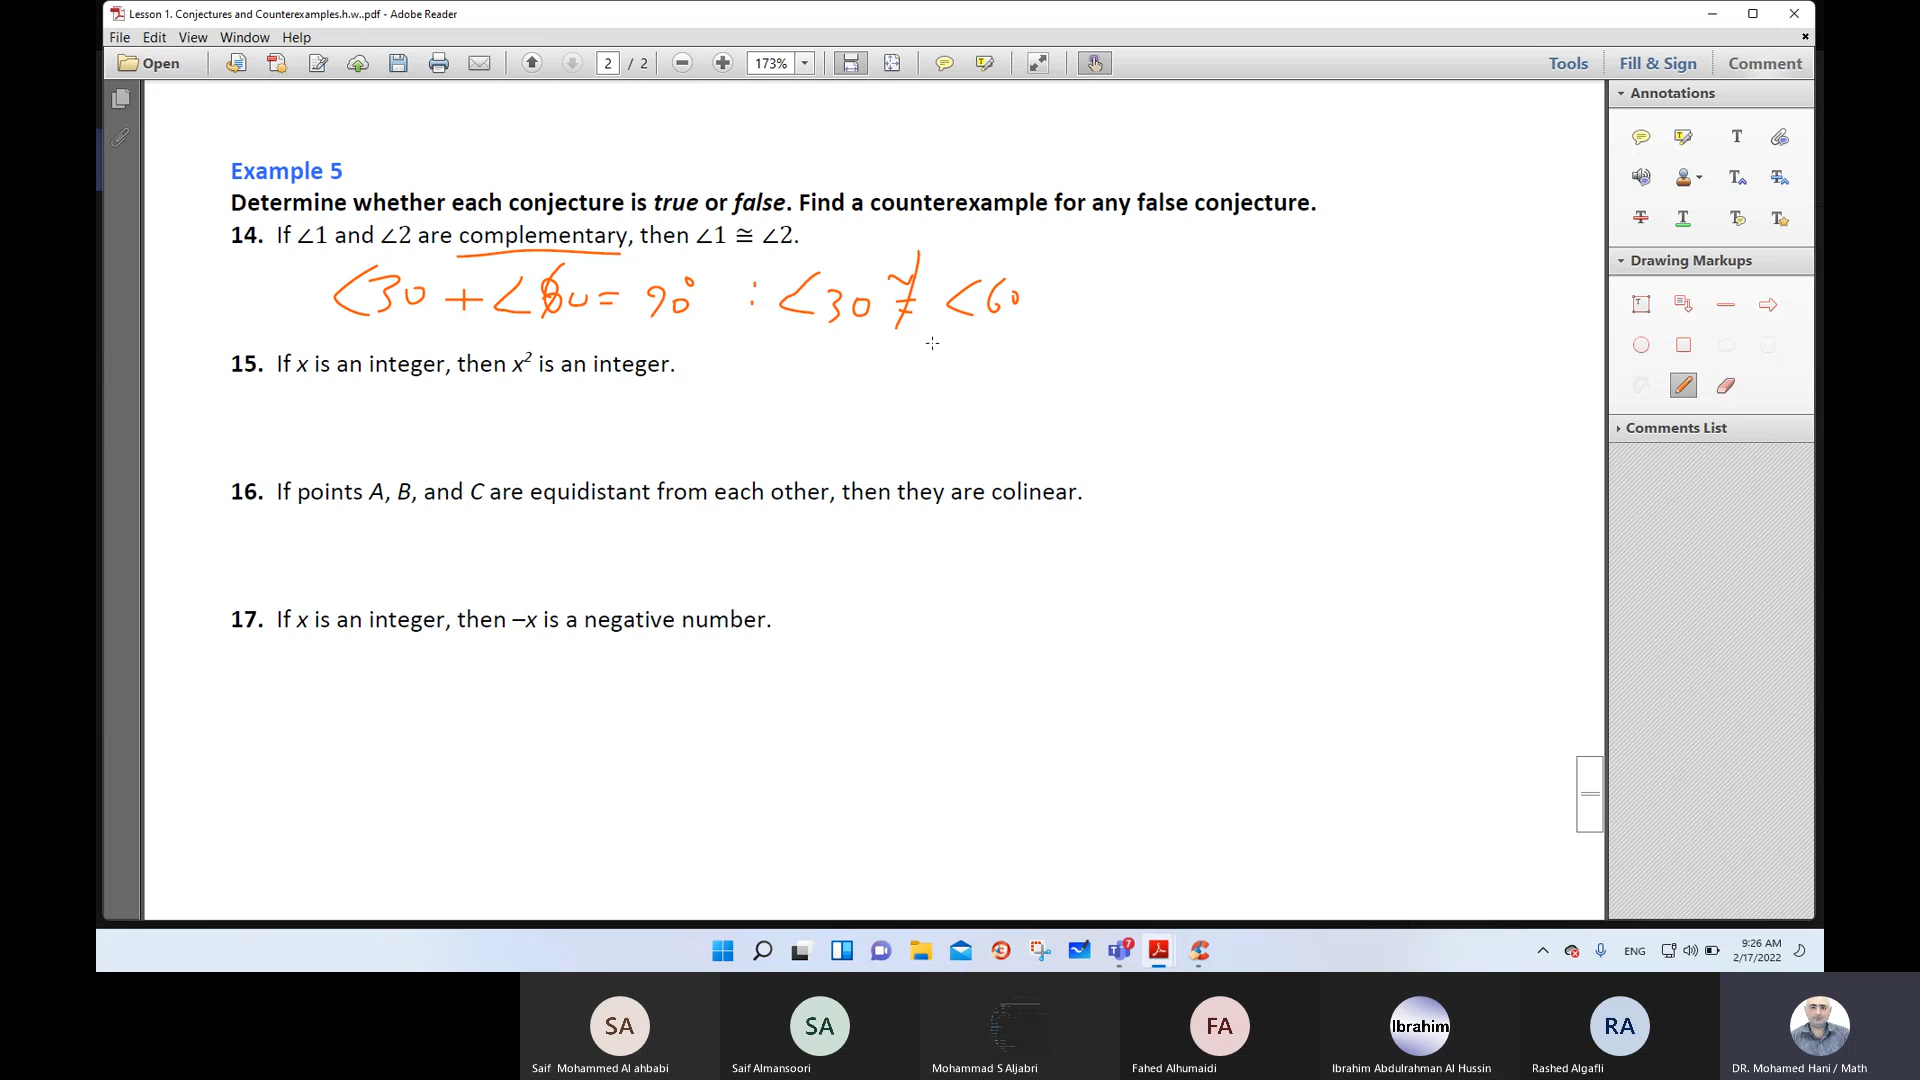 Lesson 1. Conjectures and Counterexamples.h.w..pdf - Adobe Reader
File Edit View Window Help
Open 2 / 2 173% Tools Fill & Sign Comment
Annotations
Example 5
Determine whether each conjecture is true or false. Find a counterexample for any false conjecture.
14. If ∠1 and ∠2 are complementary, then ∠1 ≅ ∠2.
<30 + <60 = 90° : <30 ≇ <60
15. If x is an integer, then x² is an integer.
16. If points A, B, and C are equidistant from each other, then they are colinear.
17. If x is an integer, then –x is a negative number.
Drawing Markups
Comments List
7
ENG
9:26 AM
2/17/2022
SA SA FA Ibrahim RA
Saif Mohammed Al ahbabi Saif Almansoori Mohammad S Aljabri Fahed Alhumaidi Ibrahim Abdulrahman Al Hussin Rashed Algafli DR. Mohamed Hani / Math